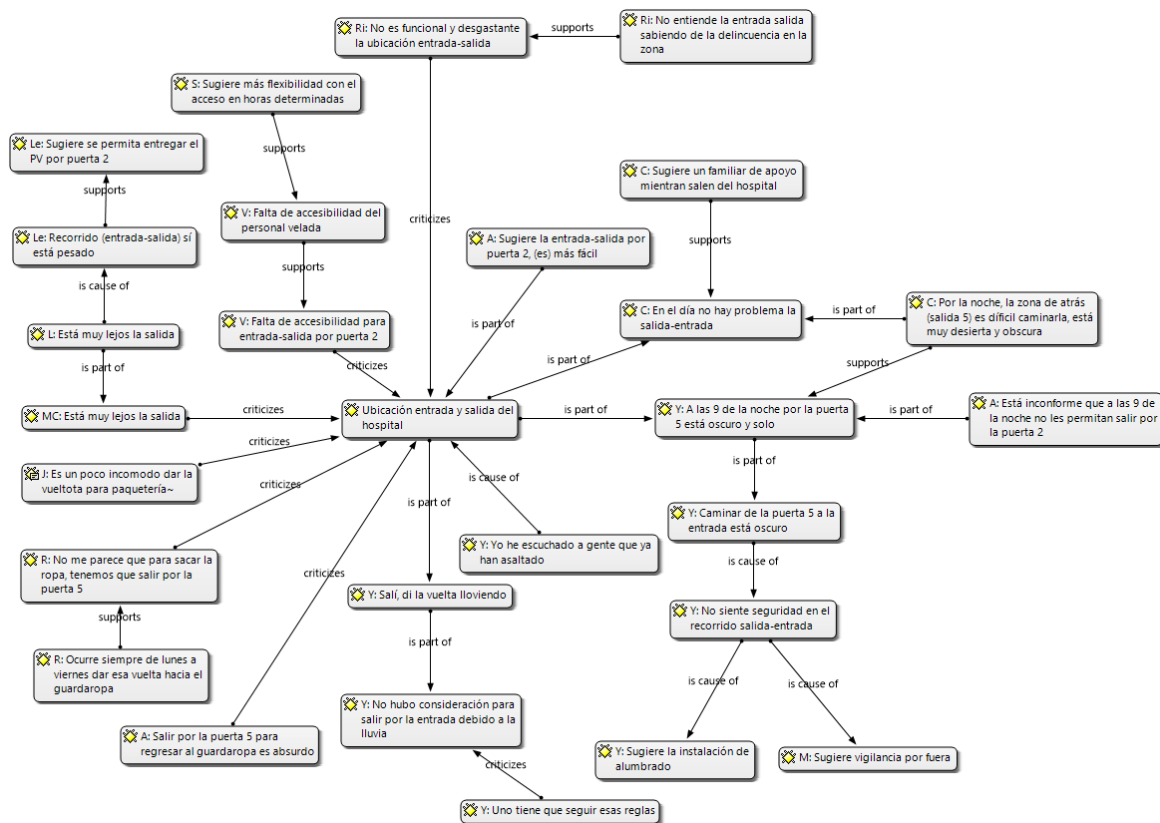 Ri: No es funcional y desgastante
la ubicación entrada-salida
supports
Ri: No entiende la entrada salida
sabiendo de la delincuencia en la
zona
S: Sugiere más flexibilidad con el
acceso en horas determinadas
supports
Le: Sugiere se permita entregar el
PV por puerta 2
supports
C: Sugiere un familiar de apoyo
mientran salen del hospital
V: Falta de accesibilidad del
personal velada
criticizes
Le: Recorrido (entrada-salida) sí
está pesado
A: Sugiere la entrada-salida por
puerta 2, (es) más fácil
supports
supports
is cause of
C: En el día no hay problema la
salida-entrada
is part of
C: Por la noche, la zona de atrás
(salida 5) es díficil caminarla, está
muy desierta y obscura
L: Está muy lejos la salida
V: Falta de accesibilidad para
entrada-salida por puerta 2
is part of
is part of
criticizes
is part of
supports
MC: Está muy lejos la salida
criticizes
Ubicación entrada y salida del
hospital
is part of
Y: A las 9 de la noche por la puerta
5 está oscuro y solo
is part of
A: Está inconforme que a las 9 de
la noche no les permitan salir por
la puerta 2
criticizes
J: Es un poco incomodo dar la
vueltota para paquetería~
criticizes
is part of
is cause of
is part of
Y: Caminar de la puerta 5 a la
entrada está oscuro
R: No me parece que para sacar la
ropa, tenemos que salir por la
puerta 5
criticizes
Y: Yo he escuchado a gente que ya
han asaltado
is cause of
Y: Salí, di la vuelta lloviendo
supports
Y: No siente seguridad en el
recorrido salida-entrada
is part of
R: Ocurre siempre de lunes a
viernes dar esa vuelta hacia el
guardaropa
is cause of
is cause of
Y: No hubo consideración para
salir por la entrada debido a la
lluvia
A: Salir por la puerta 5 para
regresar al guardaropa es absurdo
Y: Sugiere la instalación de
alumbrado
M: Sugiere vigilancia por fuera
criticizes
Y: Uno tiene que seguir esas reglas